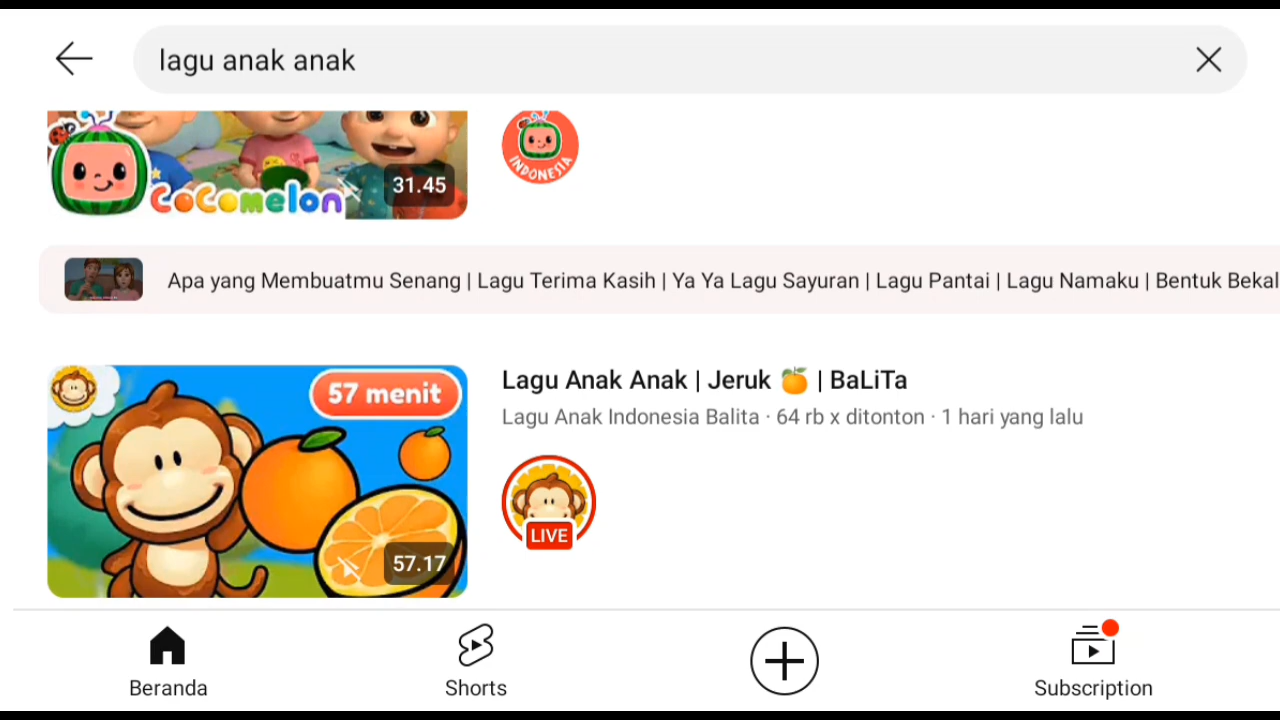 lagu anak anak
CoComelon
31.45
INDONESIA
Apa yang Membuatmu Senang | Lagu Terima Kasih | Ya Ya Lagu Sayuran | Lagu Pantai | Lagu Namaku | Bentuk Bekal
57 menit
57.17
Lagu Anak Anak | Jeruk 🍊 | BaLiTa
Lagu Anak Indonesia Balita · 64 rb x ditonton · 1 hari yang lalu
LIVE
Beranda
Shorts
Subscription